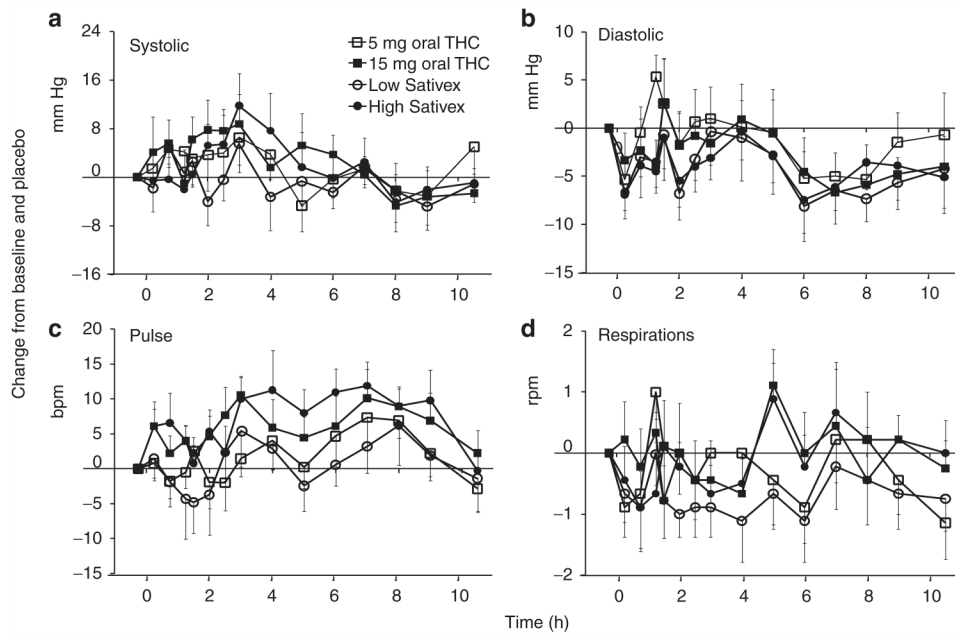 a
Systolic
24
16
8
0
−8
−16
mm Hg
0 2 4 6 8 10
5 mg oral THC
15 mg oral THC
Low Sativex
High Sativex
b
Diastolic
10
5
0
−5
−10
−15
mm Hg
0 2 4 6 8 10
Change from baseline and placebo
c
Pulse
20
15
10
5
0
−5
−10
−15
bpm
0 2 4 6 8 10
d
Respirations
2
1
0
−1
−2
rpm
0 2 4 6 8 10
Time (h)